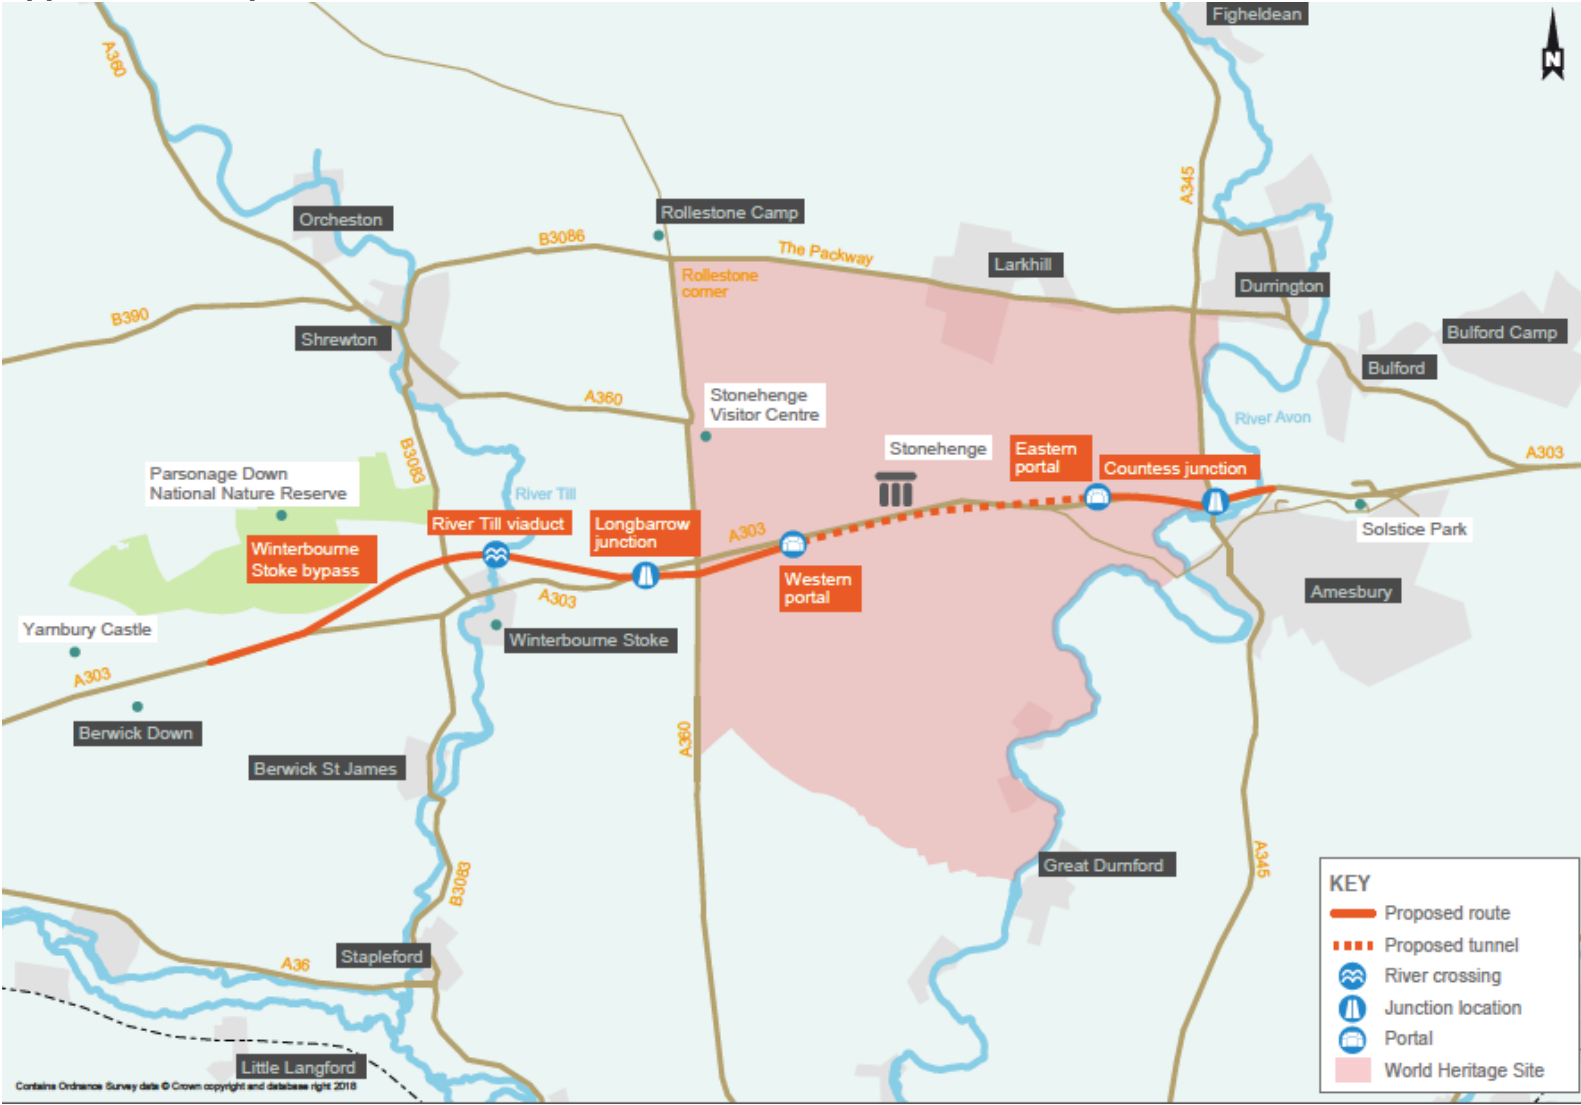 Figheldean
N
A360
A345
Orcheston
Rollestone Camp
B3086
The Packway
Larkhill
Rollestone
corner
Durrington
B390
Shrewton
Bulford Camp
Bulford
A360
Stonehenge
Visitor Centre
River Avon
Stonehenge
Eastern
portal
Countess junction
A303
B3083
Parsonage Down
National Nature Reserve
River Till
River Till viaduct
Longbarrow
junction
A303
Solstice Park
Winterbourne
Stoke bypass
Western
portal
A303
Amesbury
Yarnbury Castle
Winterbourne Stoke
A303
Berwick Down
A360
Berwick St James
A345
Great Durnford
B3083
Stapleford
A36
Little Langford
Contains Ordnance Survey data © Crown copyright and database right 2018
KEY
Proposed route
Proposed tunnel
River crossing
Junction location
Portal
World Heritage Site